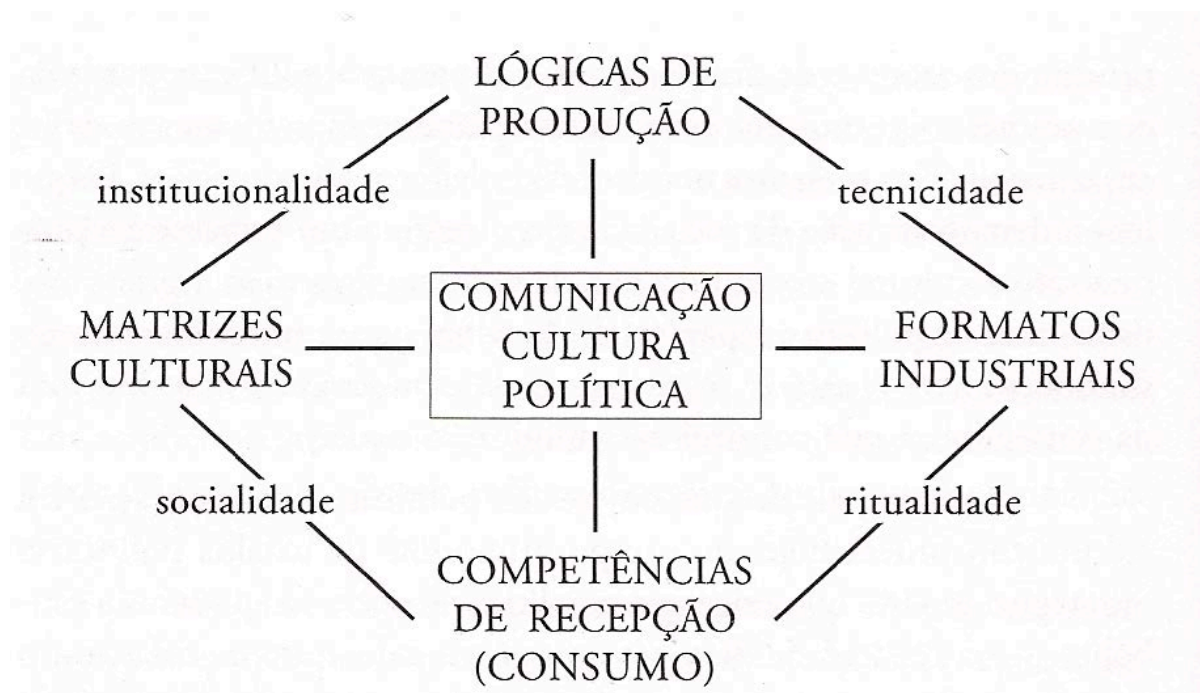 LÓGICAS DE
PRODUÇÃO
institucionalidade
tecnicidade
COMUNICAÇÃO
CULTURA
POLÍTICA
MATRIZES
CULTURAIS
FORMATOS
INDUSTRIAIS
socialidade
ritualidade
COMPETÊNCIAS
DE RECEPÇÃO
(CONSUMO)